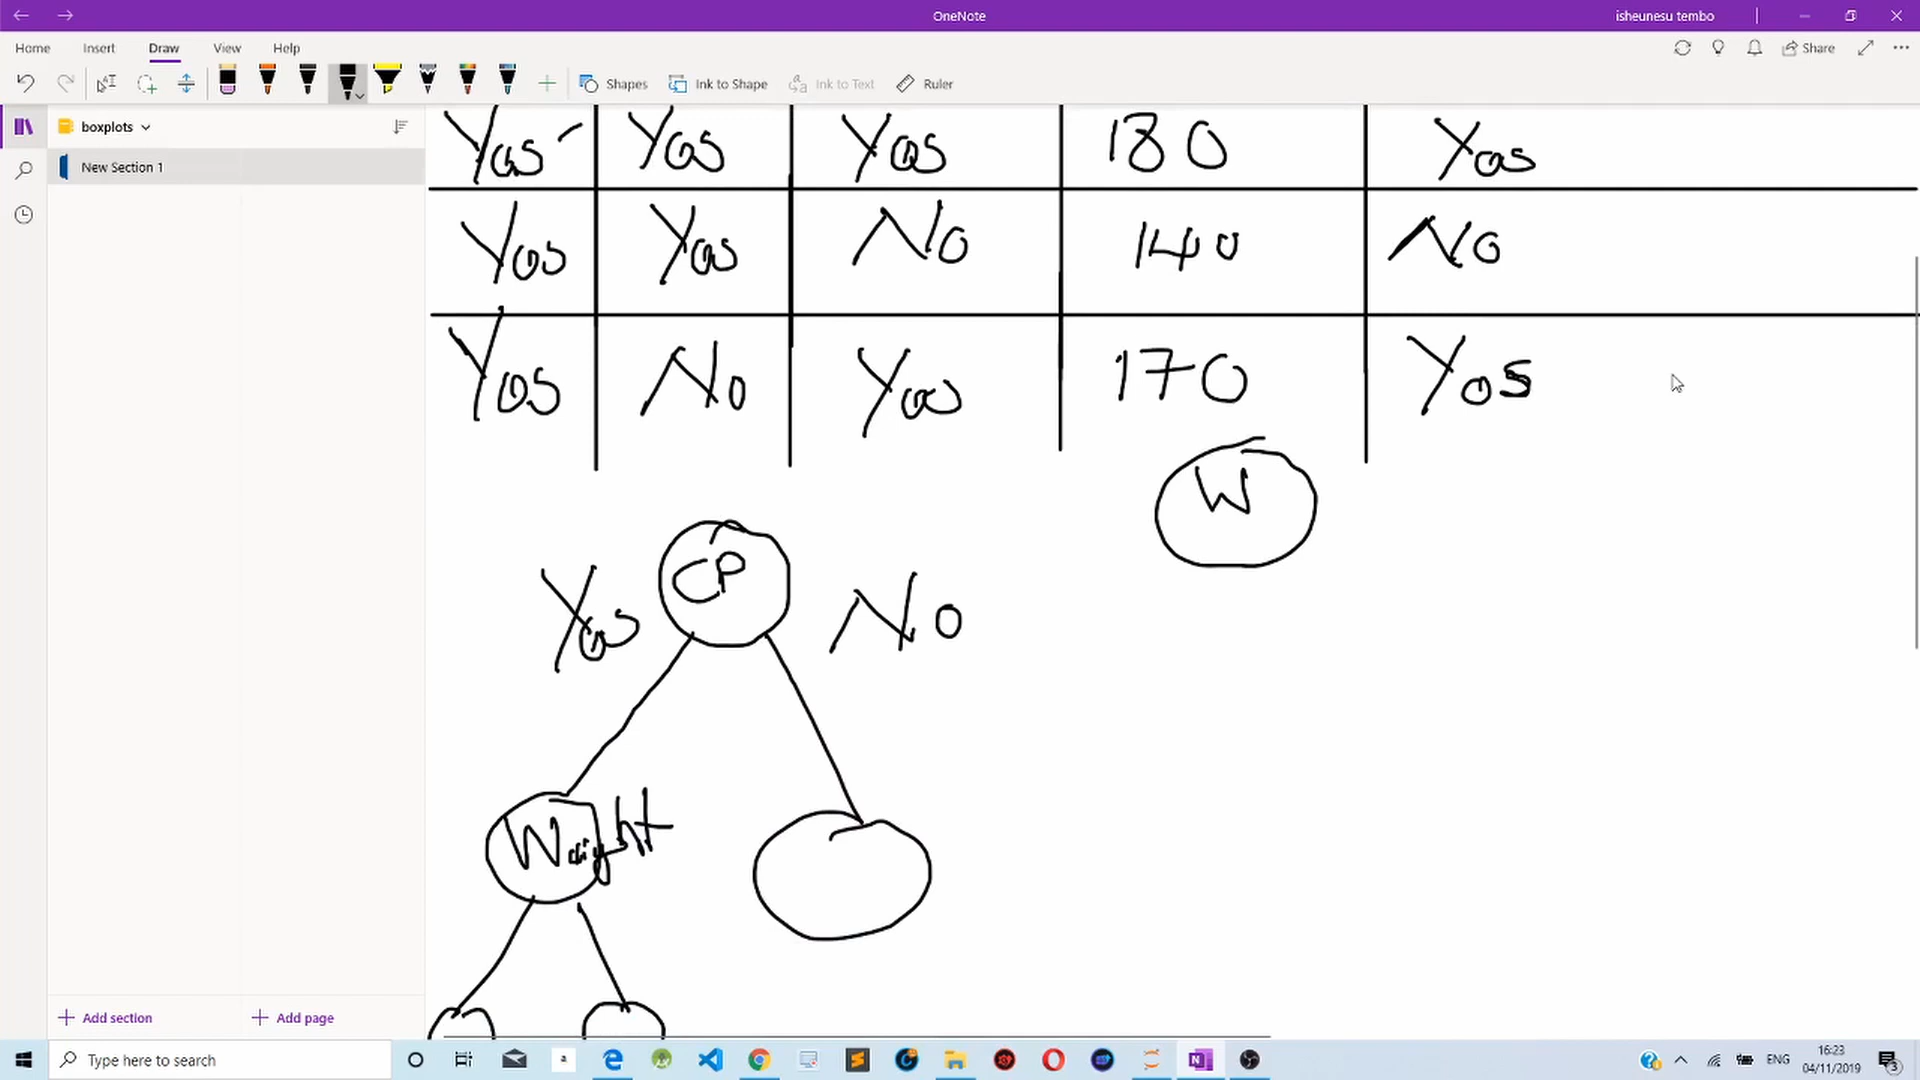 OneNote
isheunesu tembo
Home Insert Draw View Help
Share
Shapes Ink to Shape Ink to Text Ruler
boxplots
New Section 1
Yes Yes Yes 180 Yes
Yes Yes No 140 No
Yes No Yes 170 Yes
W
CP
Yes No
Weight
Add section Add page
Type here to search
a
ENG
16:23
04/11/2019
3